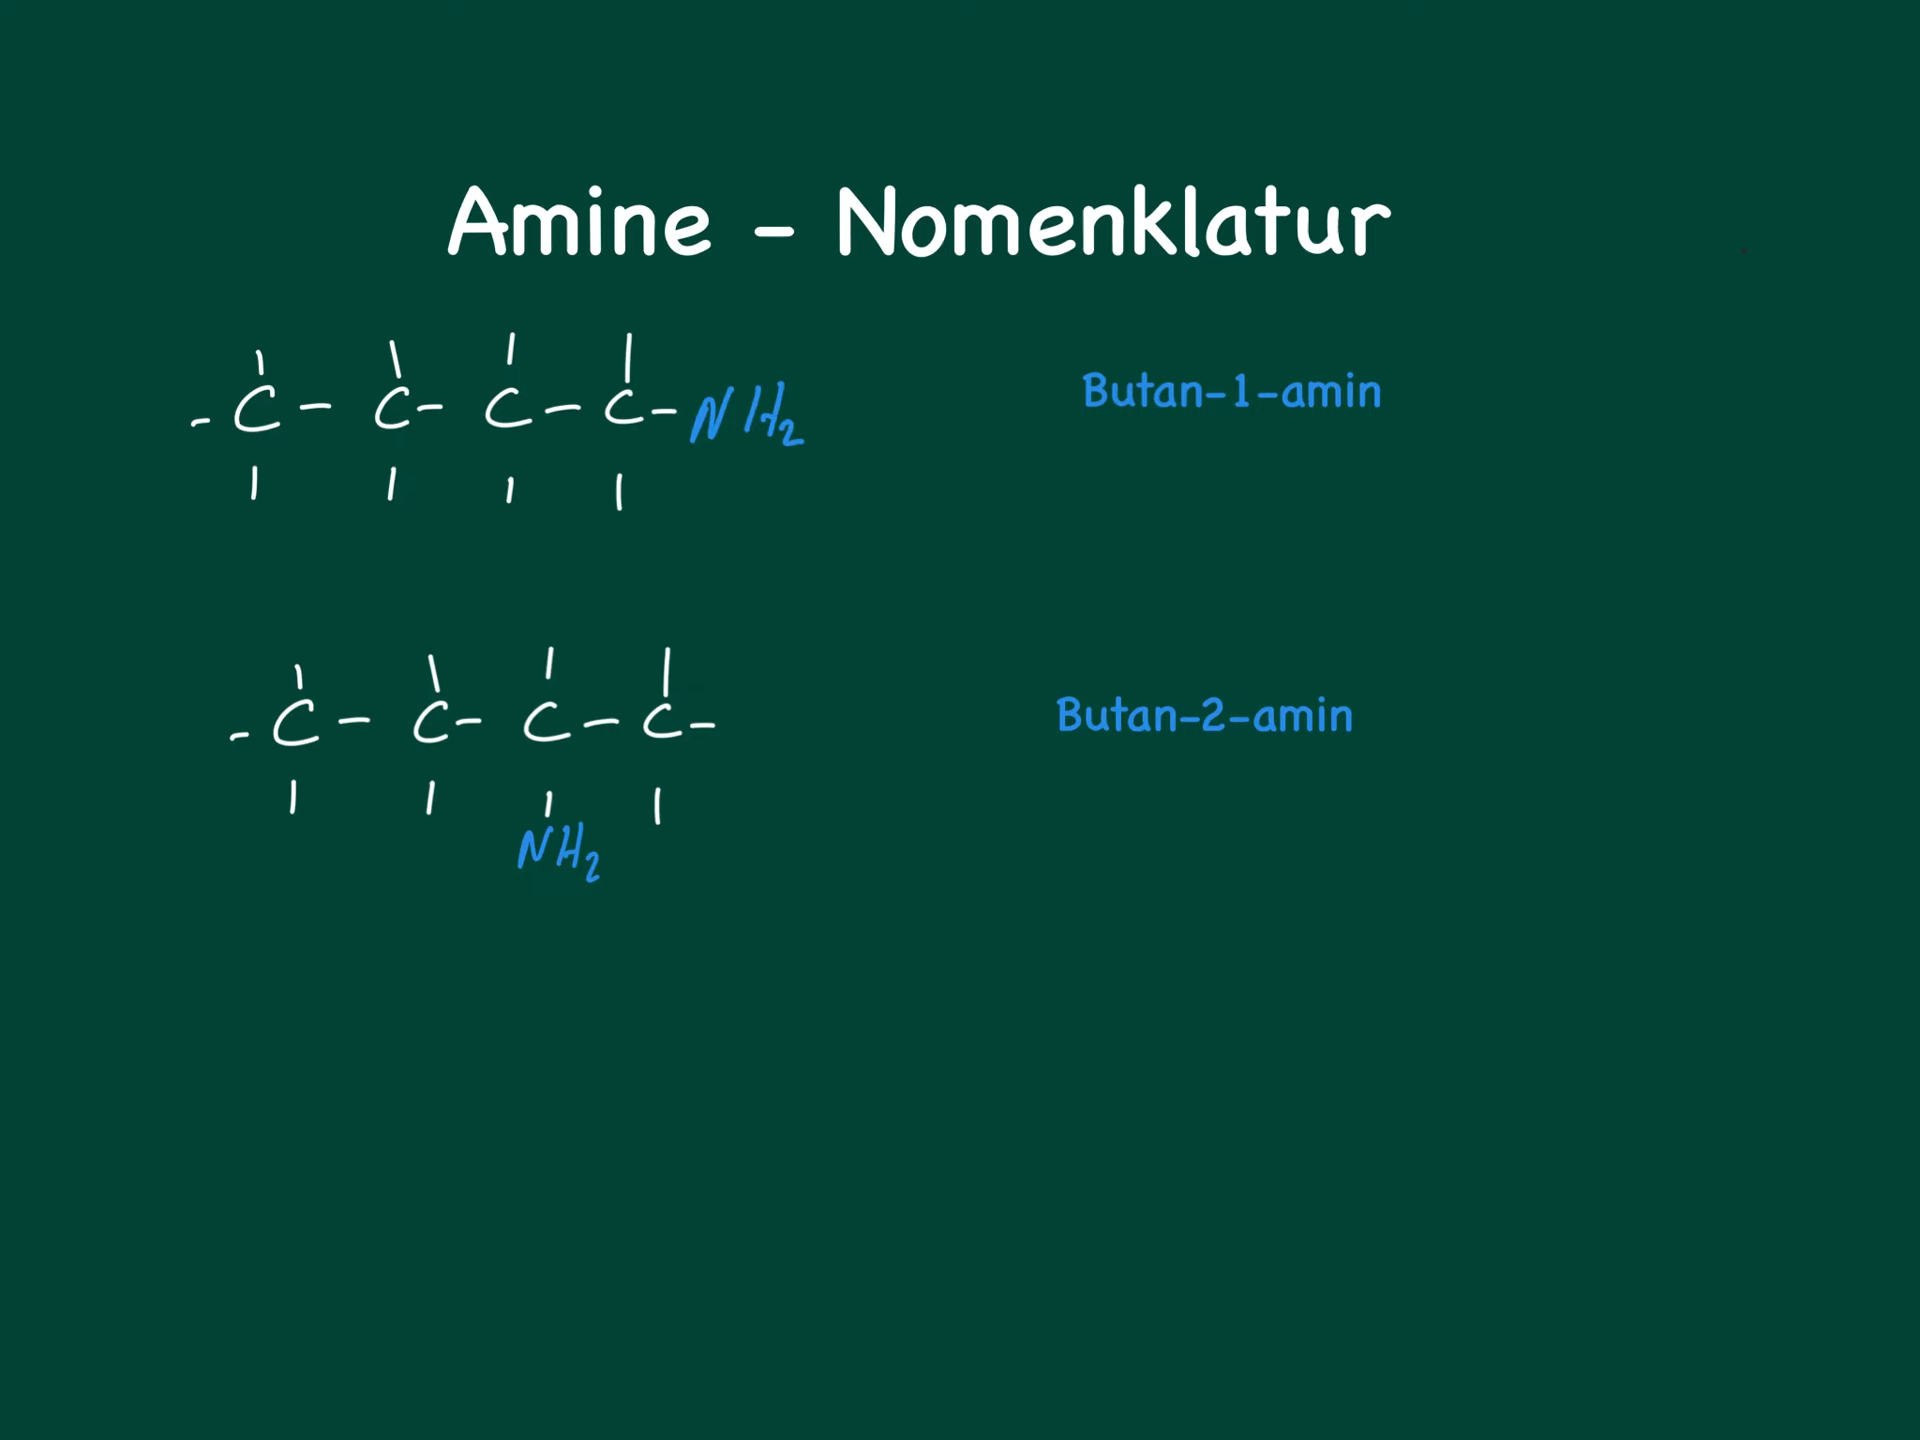 Amine - Nomenklatur
- C - C - C - C - NH₂
Butan-1-amin
- C - C - C - C -
Butan-2-amin
NH₂